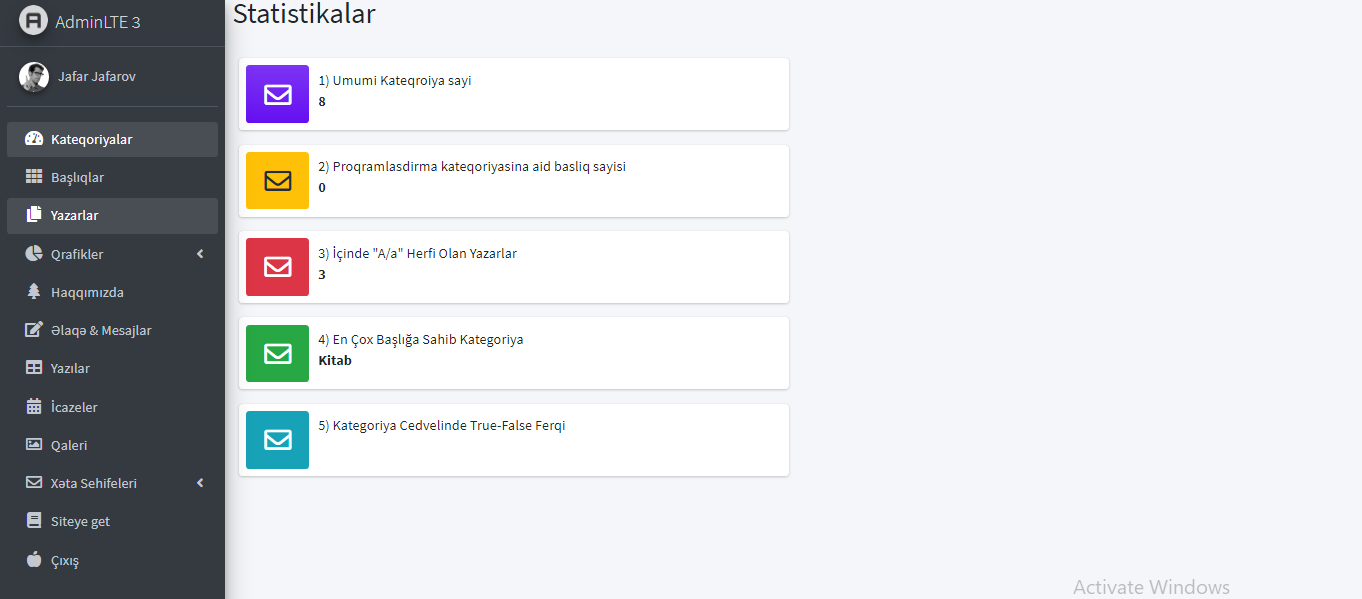 AdminLTE 3
Jafar Jafarov
Kateqoriyalar
Başlıqlar
Yazarlar
Qrafikler
Haqqımızda
Əlaqə & Mesajlar
Yazılar
İcazeler
Qaleri
Xəta Sehifeleri
Siteye get
Çıxış
Statistikalar
1) Umumi Kateqroiya sayi
8
2) Proqramlasdirma kateqoriyasina aid basliq sayisi
0
3) İçinde "A/a" Herfi Olan Yazarlar
3
4) En Çox Başlığa Sahib Kategoriya
Kitab
5) Kategoriya Cedvelinde True-False Ferqi
Activate Windows